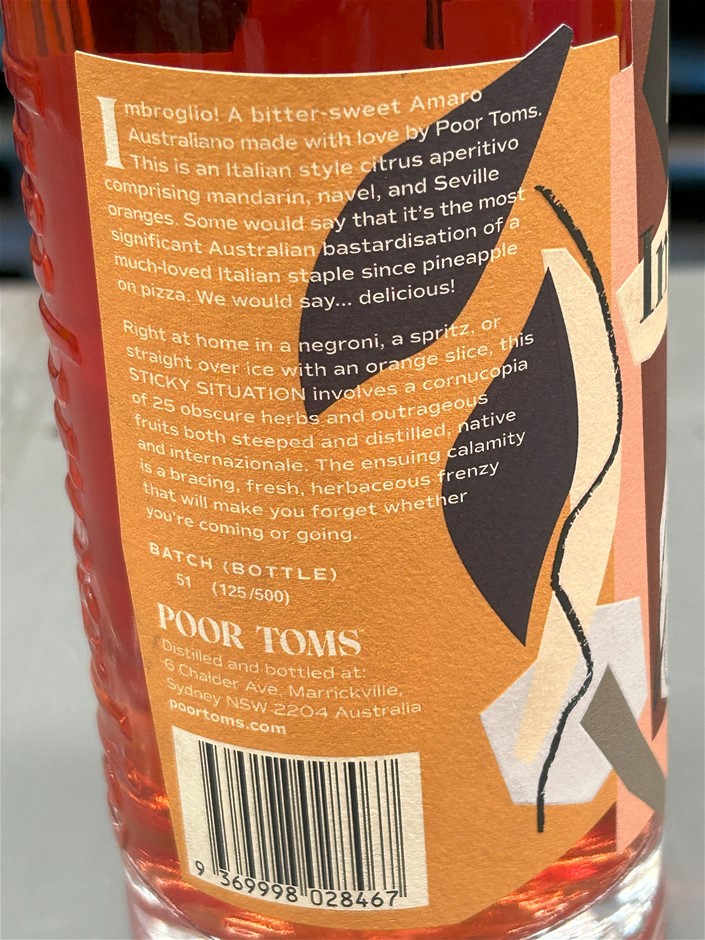 Imbroglio! A bitter-sweet Amaro
Australiano made with love by Poor Toms.
This is an Italian style citrus aperitivo
comprising mandarin, navel, and Seville
oranges. Some would say that it's the most
significant Australian bastardisation of a
much-loved Italian staple since pineapple
on pizza. We would say... delicious!
Right at home in a negroni, a spritz, or
straight over ice with an orange slice, this
STICKY SITUATION involves a cornucopia
of 25 obscure herbs and outrageous
fruits both steeped and distilled, native
and internazionale. The ensuing calamity
is a bracing, fresh, herbaceous frenzy
that will make you forget whether
you're coming or going.
BATCH (BOTTLE)
51 (125/500)
POOR TOMS™
Distilled and bottled at:
6 Chalder Ave, Marrickville,
Sydney NSW 2204 Australia
poortoms.com
9 369998 028467